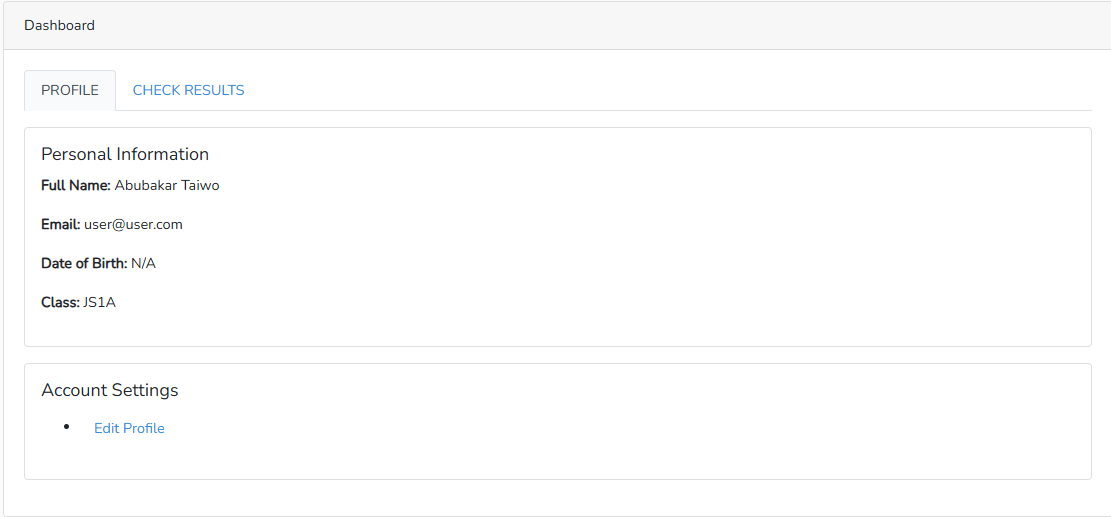 Dashboard
PROFILE CHECK RESULTS
Personal Information
Full Name: Abubakar Taiwo
Email: user@user.com
Date of Birth: N/A
Class: JS1A
Account Settings
Edit Profile